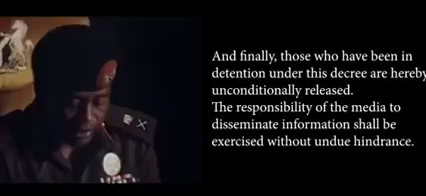 And finally, those who have been in
detention under this decree are hereby
unconditionally released.
The responsibility of the media to
disseminate information shall be
exercised without undue hindrance.